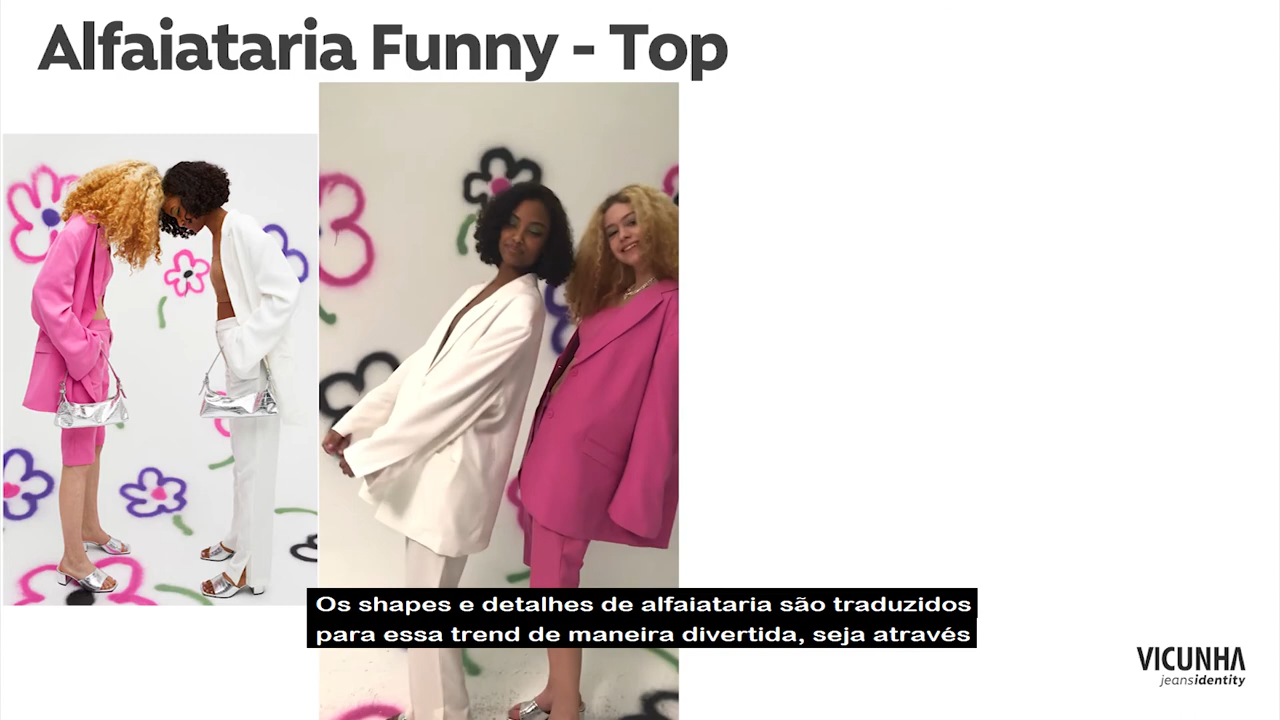 Alfaiataria Funny - Top
Os shapes e detalhes de alfaiataria são traduzidos
para essa trend de maneira divertida, seja através
VICUNHA
jeansidentity